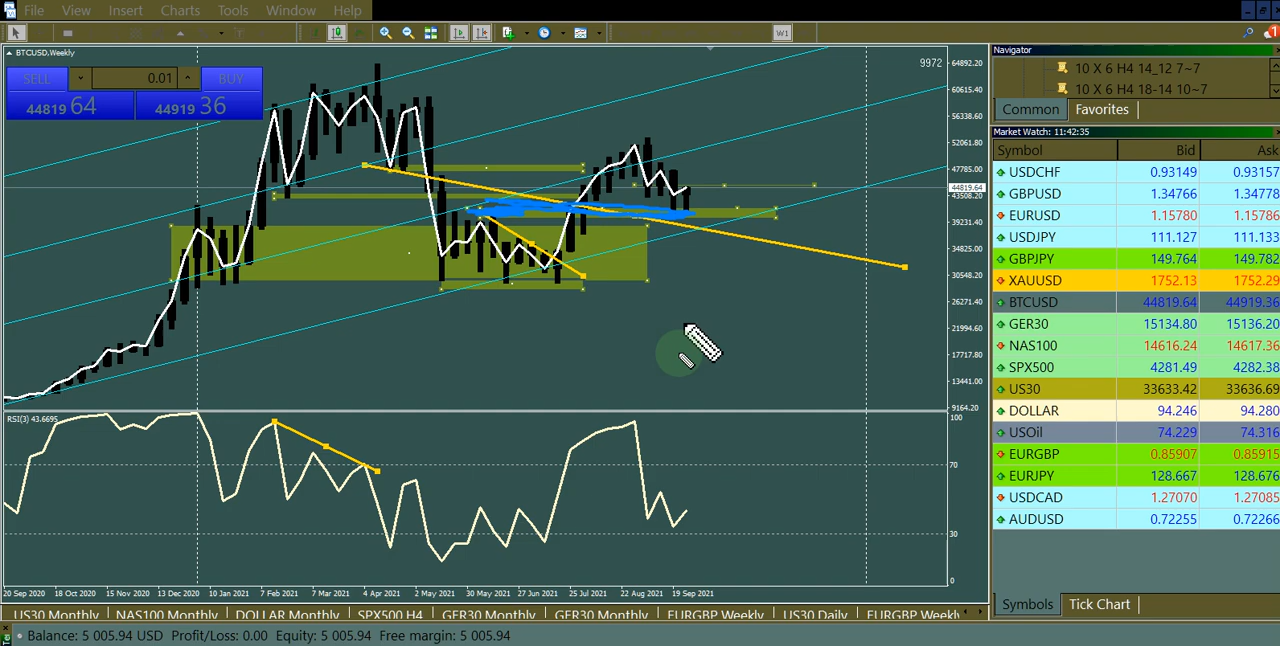 File View Insert Charts Tools Window Help
W1
1
BTCUSD,Weekly
SELL 0.01 BUY
44819 64 44919 36
9972
64892.20
60615.40
56338.60
52061.80
47785.00
44819.64
43508.20
39231.40
34825.00
30548.20
26271.40
21994.60
17717.80
13441.00
9164.20
RSI(3) 43.6695
100
70
30
0
20 Sep 2020 18 Oct 2020 15 Nov 2020 13 Dec 2020 10 Jan 2021 7 Feb 2021 7 Mar 2021 4 Apr 2021 2 May 2021 30 May 2021 27 Jun 2021 25 Jul 2021 22 Aug 2021 19 Sep 2021
US30 Monthly NAS100 Monthly DOLLAR Monthly SPX500 H4 GER30 Monthly GER30 Monthly EURGBP Weekly US30 Daily EURGBP Weekly
Balance: 5 005.94 USD Profit/Loss: 0.00 Equity: 5 005.94 Free margin: 5 005.94
Navigator
10 X 6 H4 14_12 7~7
10 X 6 H4 18-14 10~7
Common Favorites
Market Watch: 11:42:35
Symbol Bid Ask
USDCHF 0.93149 0.93157
GBPUSD 1.34766 1.34778
EURUSD 1.15780 1.15786
USDJPY 111.127 111.133
GBPJPY 149.764 149.782
XAUUSD 1752.13 1752.29
BTCUSD 44819.64 44919.36
GER30 15134.80 15136.20
NAS100 14616.24 14617.36
SPX500 4281.49 4282.38
US30 33633.42 33636.69
DOLLAR 94.246 94.280
USOil 74.229 74.316
EURGBP 0.85907 0.85915
EURJPY 128.667 128.676
USDCAD 1.27070 1.27085
AUDUSD 0.72255 0.72266
Symbols Tick Chart